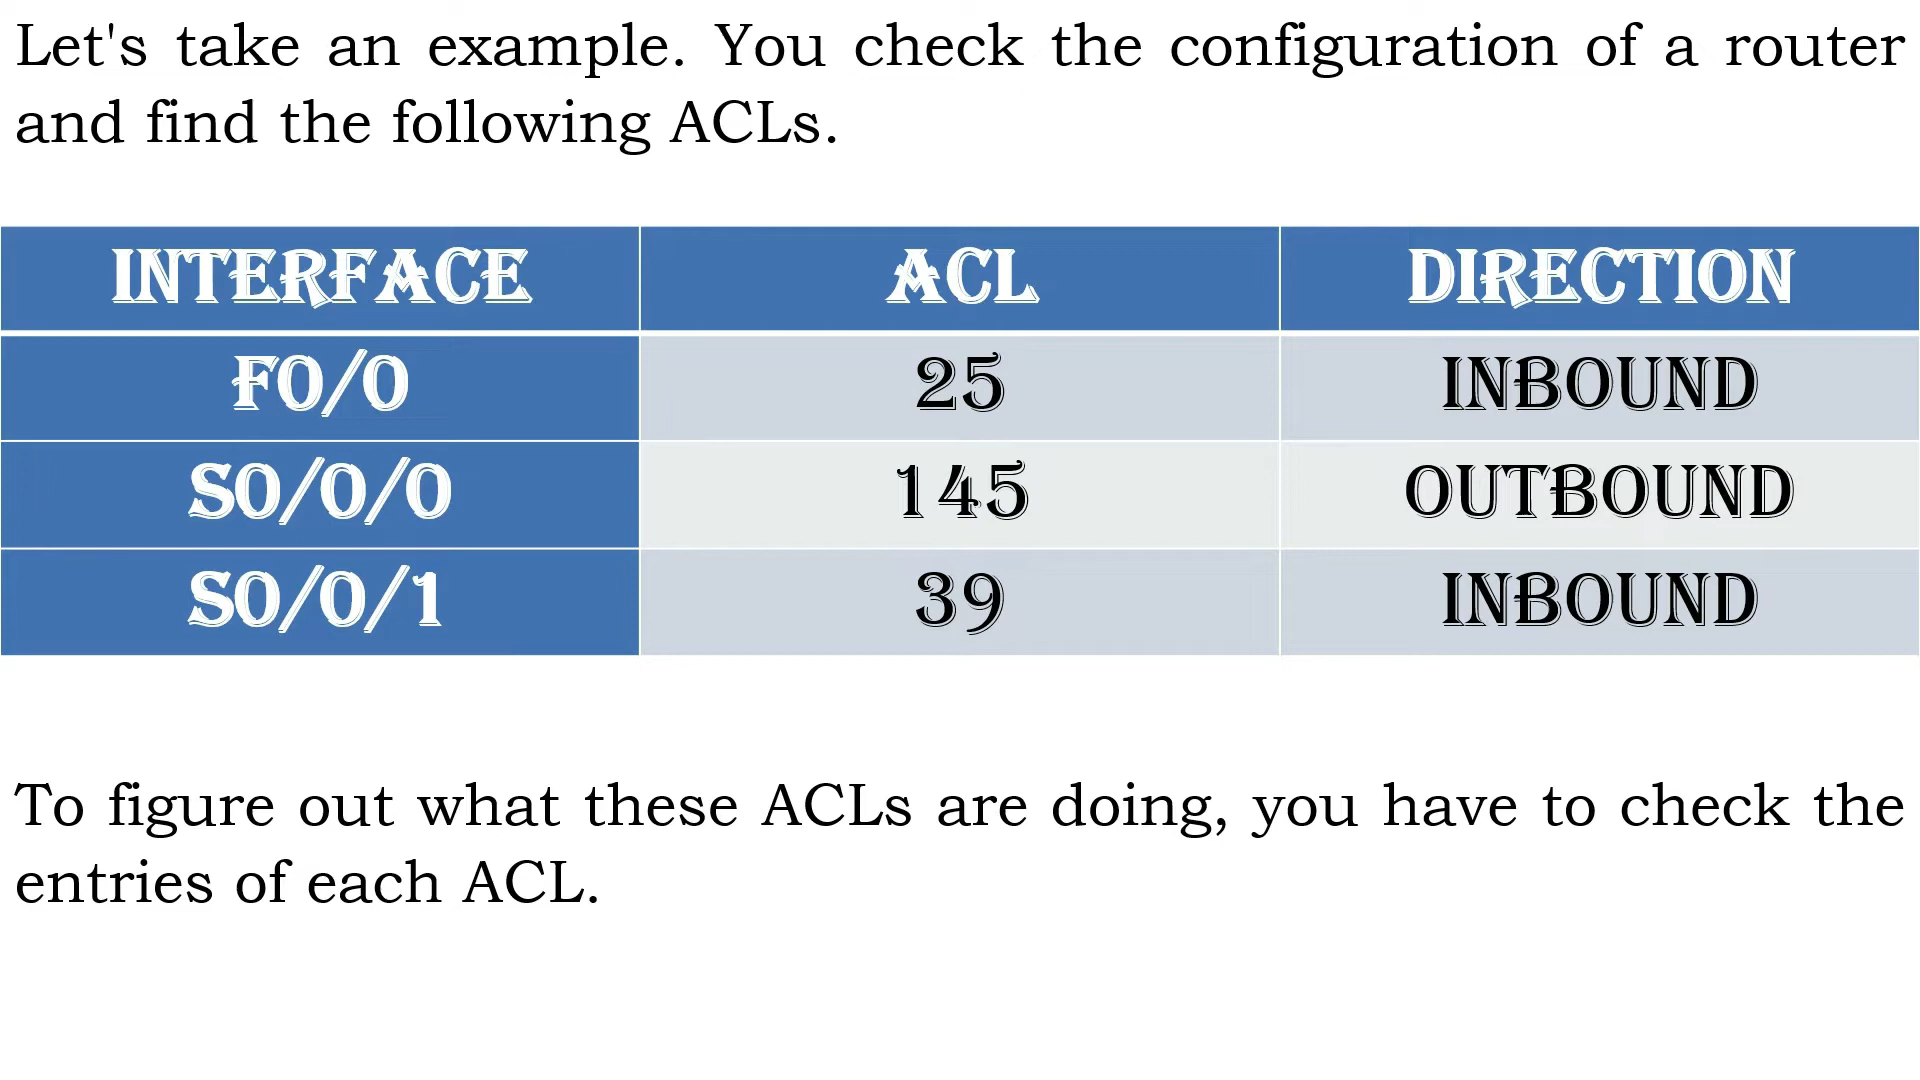 Let's take an example. You check the configuration of a router
and find the following ACLs.
INTERFACE ACL DIRECTION
F0/0 25 INBOUND
S0/0/0 145 OUTBOUND
S0/0/1 39 INBOUND
To figure out what these ACLs are doing, you have to check the
entries of each ACL.